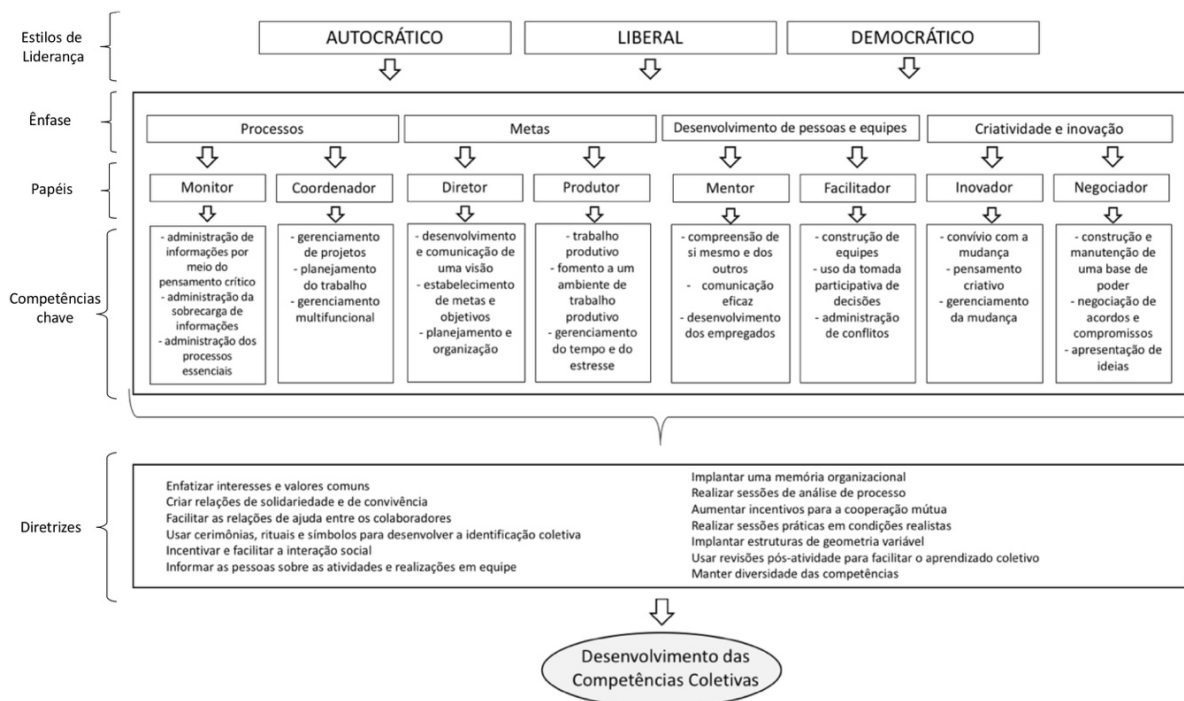 Estilos de
Liderança
AUTOCRÁTICO
LIBERAL
DEMOCRÁTICO
Ênfase
Processos
Metas
Desenvolvimento de pessoas e equipes
Criatividade e inovação
Papéis
Monitor
Coordenador
Diretor
Produtor
Mentor
Facilitador
Inovador
Negociador
Competências
chave
- administração de
informações por
meio do
pensamento crítico
- administração da
sobrecarga de
informações
- administração dos
processos
essenciais
- gerenciamento
de projetos
- planejamento
do trabalho
- gerenciamento
multifuncional
- desenvolvimento
e comunicação de
uma visão
- estabelecimento
de metas e
objetivos
- planejamento e
organização
- trabalho
produtivo
- fomento a um
ambiente de
trabalho
produtivo
- gerenciamento
do tempo e do
estresse
- compreensão de
si mesmo e dos
outros
- comunicação
eficaz
- desenvolvimento
dos empregados
- construção de
equipes
- uso da tomada
participativa de
decisões
- administração
de conflitos
- convívio com a
mudança
- pensamento
criativo
- gerenciamento
da mudança
- construção e
manutenção de
uma base de
poder
- negociação de
acordos e
compromissos
- apresentação de
ideias
Diretrizes
Enfatizar interesses e valores comuns
Criar relações de solidariedade e de convivência
Facilitar as relações de ajuda entre os colaboradores
Usar cerimônias, rituais e símbolos para desenvolver a identificação coletiva
Incentivar e facilitar a interação social
Informar as pessoas sobre as atividades e realizações em equipe
Implantar uma memória organizacional
Realizar sessões de análise de processo
Aumentar incentivos para a cooperação mútua
Realizar sessões práticas em condições realistas
Implantar estruturas de geometria variável
Usar revisões pós-atividade para facilitar o aprendizado coletivo
Manter diversidade das competências
Desenvolvimento das
Competências Coletivas